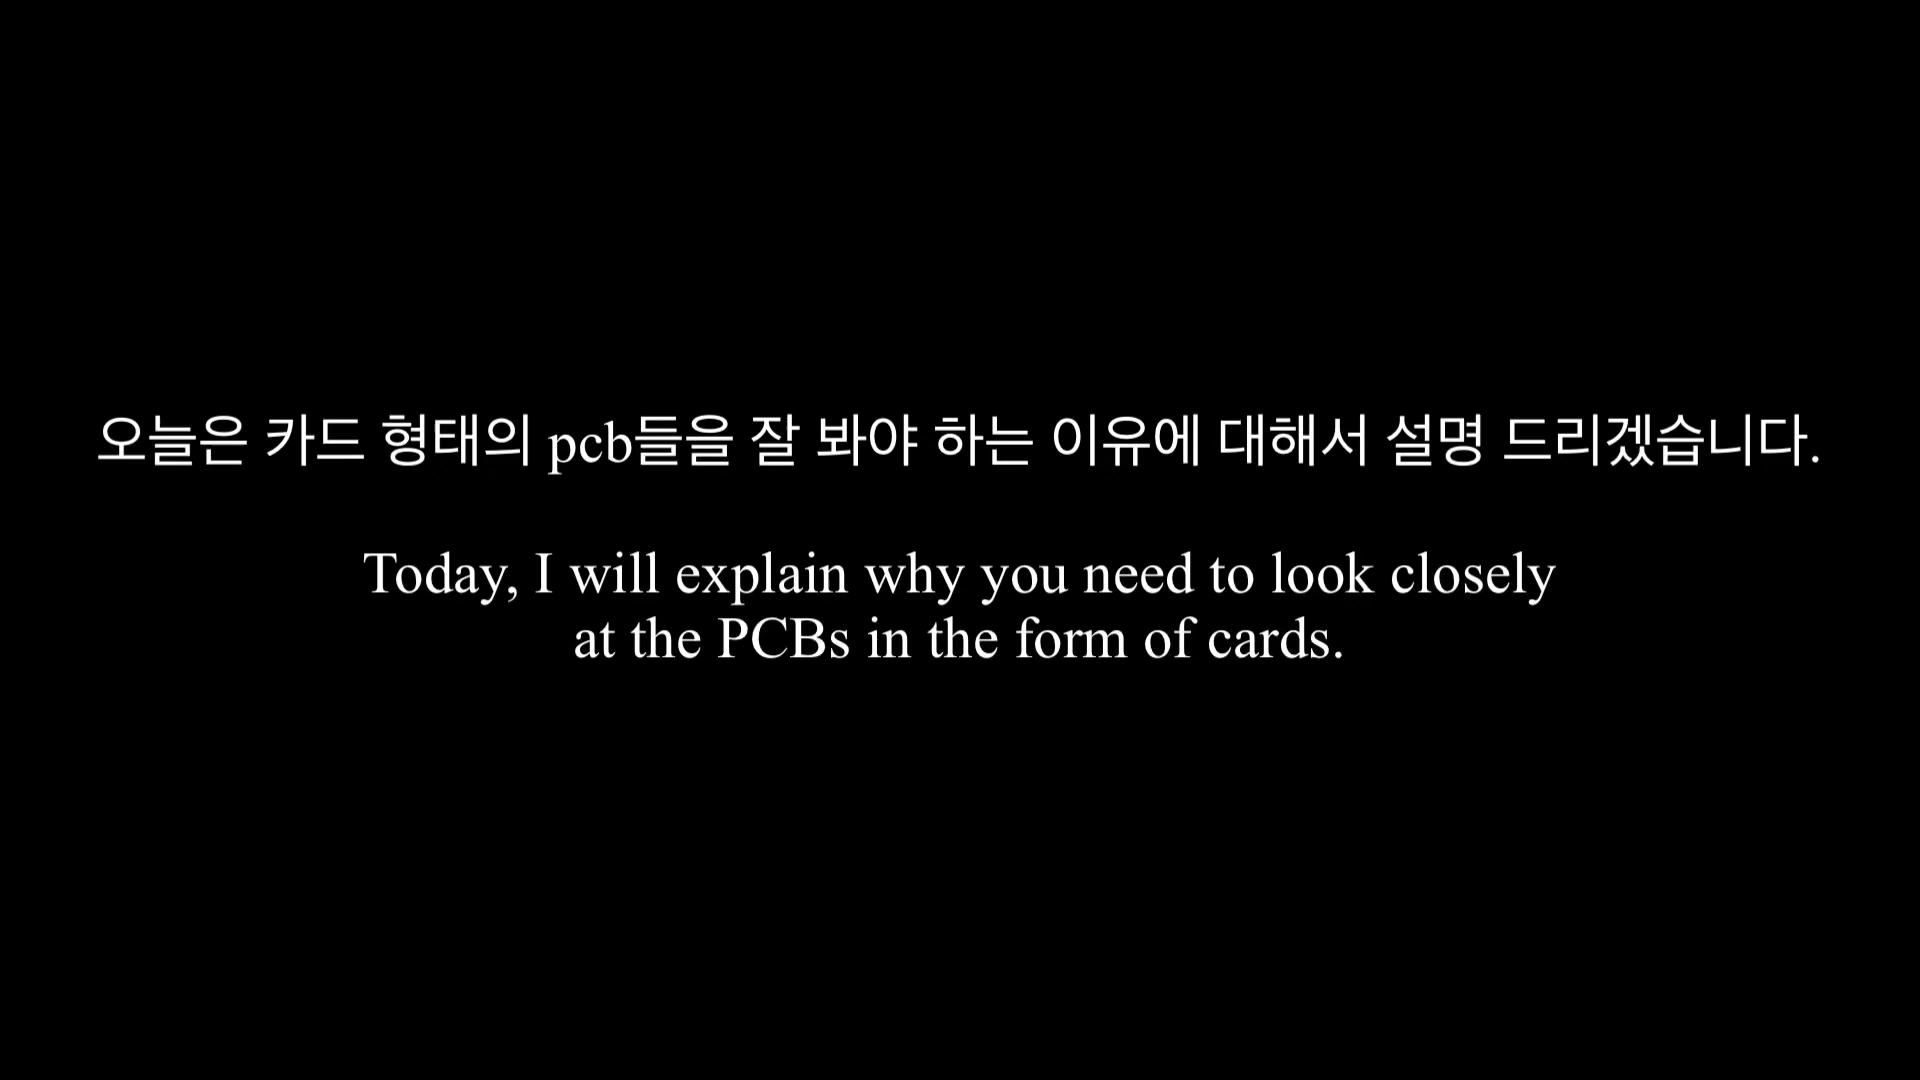 오늘은 카드 형태의 pcb들을 잘 봐야 하는 이유에 대해서 설명 드리겠습니다.
Today, I will explain why you need to look closely
at the PCBs in the form of cards.